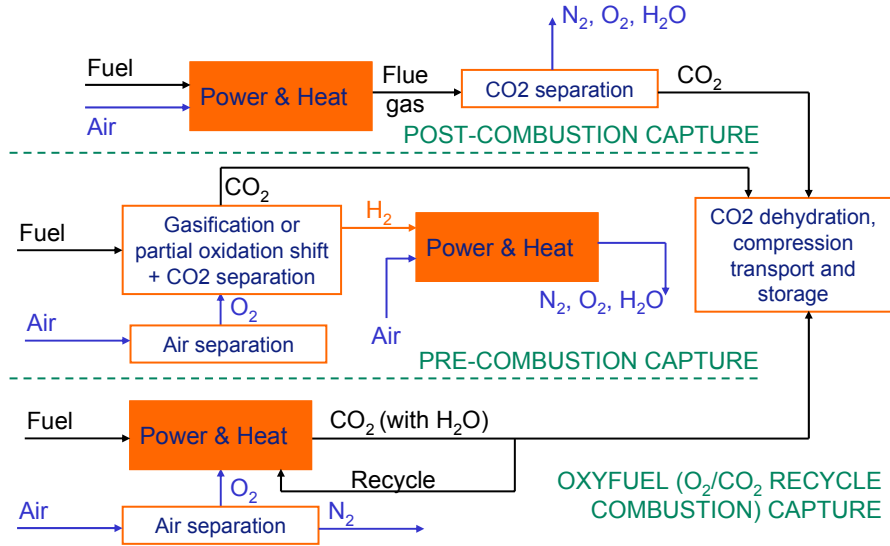 N₂, O₂, H₂O
Fuel
Power & Heat
Flue
gas
CO2 separation
CO₂
Air
POST-COMBUSTION CAPTURE
CO₂
Fuel
Gasification or
partial oxidation shift
+ CO2 separation
H₂
Power & Heat
CO2 dehydration,
compression
transport and
storage
O₂
Air
Air separation
Air
N₂, O₂, H₂O
PRE-COMBUSTION CAPTURE
Fuel
Power & Heat
CO₂ (with H₂O)
Recycle
O₂
Air
Air separation
N₂
OXYFUEL (O₂/CO₂ RECYCLE
COMBUSTION) CAPTURE